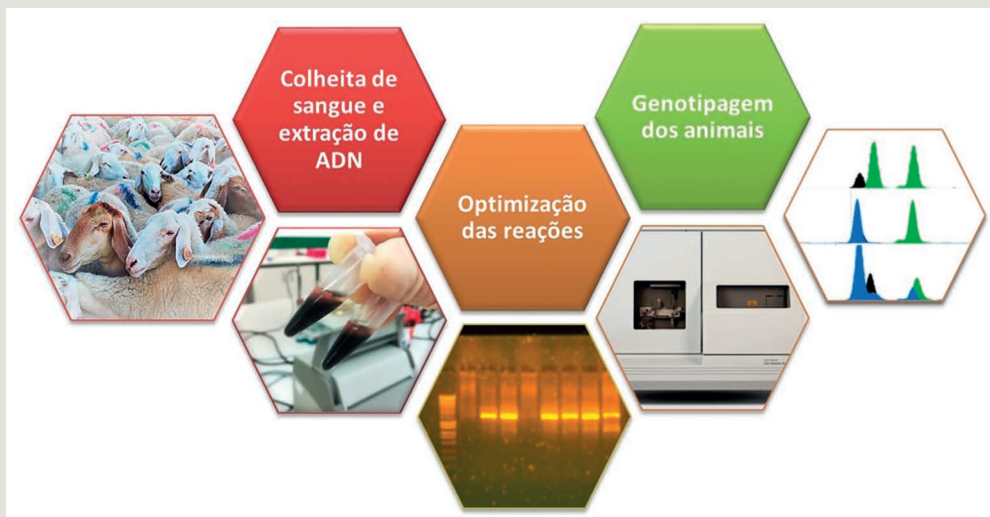 Colheita de
sangue e
extração de
ADN
Optimização
das reações
Genotipagem
dos animais